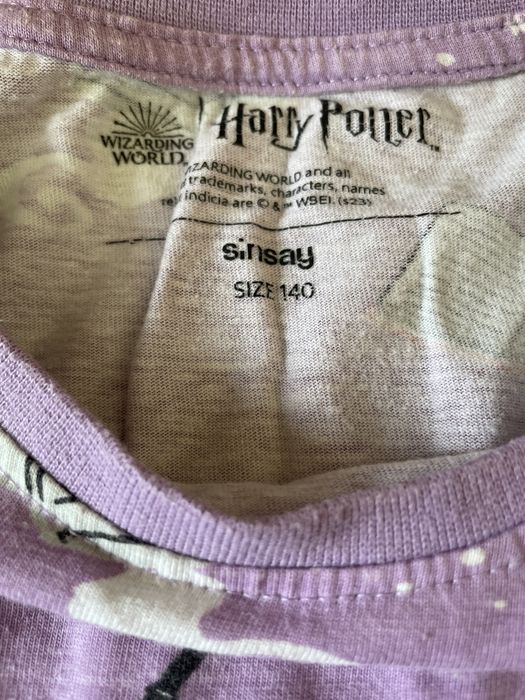 WIZARDING
WORLD
Harry Potter
WIZARDING WORLD and all
trademarks, characters, names
indicia are © & ™ WBEI. (s23)
sinsay
SIZE 140